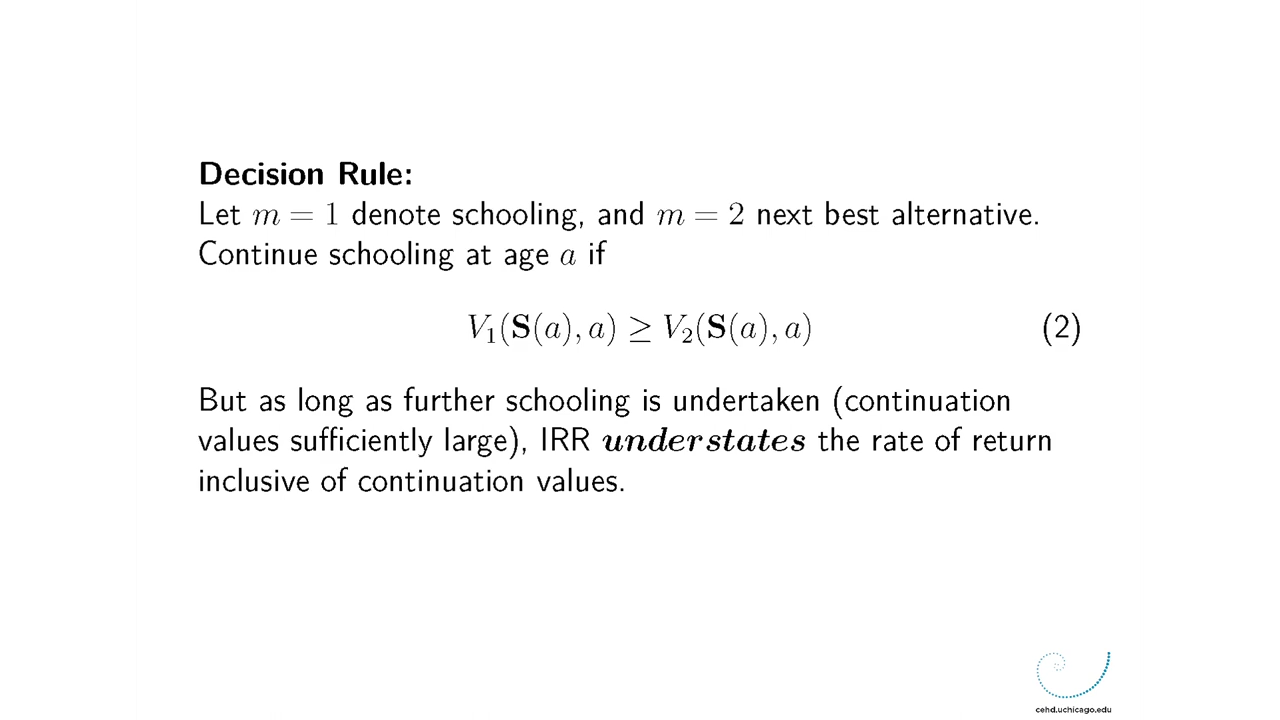 Decision Rule:
Let m = 1 denote schooling, and m = 2 next best alternative.
Continue schooling at age a if
V₁(S(a), a) ≥ V₂(S(a), a) (2)
But as long as further schooling is undertaken (continuation
values sufficiently large), IRR understates the rate of return
inclusive of continuation values.
cehd.uchicago.edu